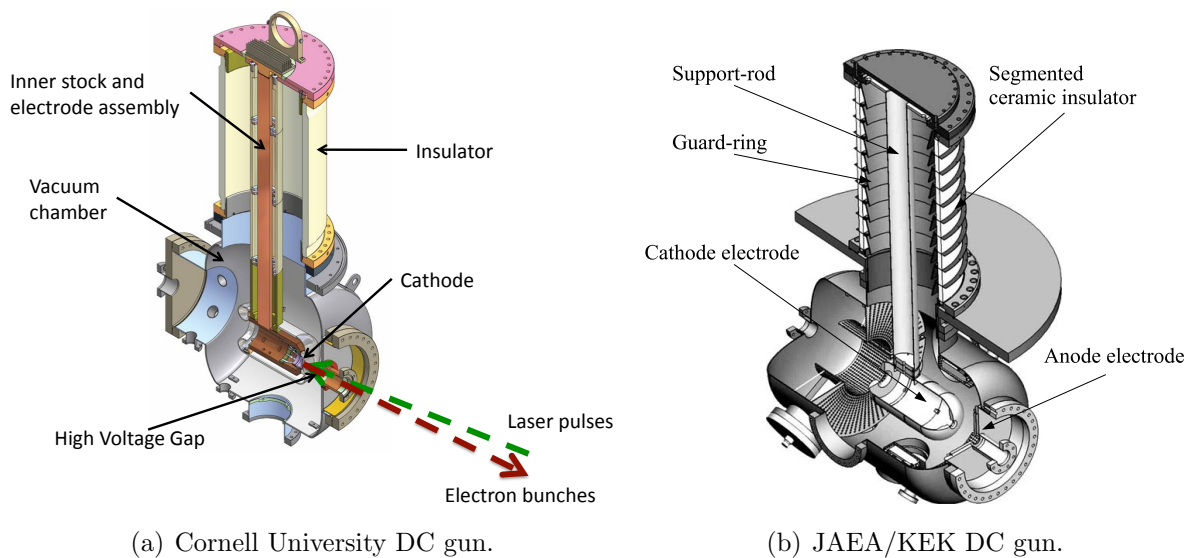 Inner stock and
electrode assembly
Insulator
Vacuum
chamber
Cathode
High Voltage Gap
Laser pulses
Electron bunches
(a) Cornell University DC gun.
Support-rod
Segmented
ceramic insulator
Guard-ring
Cathode electrode
Anode electrode
(b) JAEA/KEK DC gun.